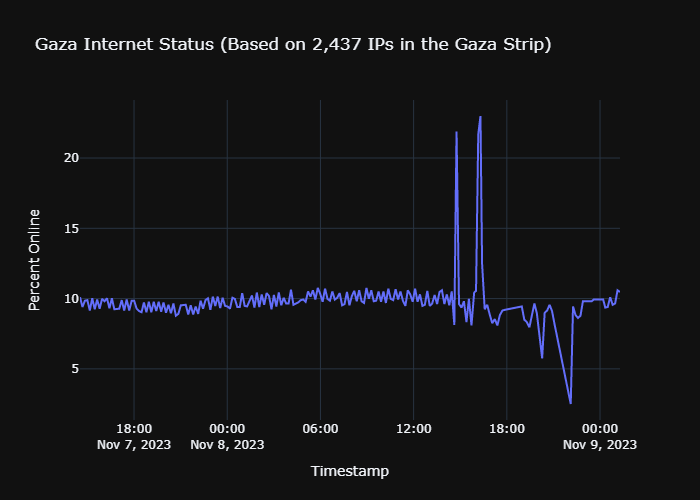 Gaza Internet Status (Based on 2,437 IPs in the Gaza Strip)
Percent Online
20
15
10
5
18:00
Nov 7, 2023
00:00
Nov 8, 2023
06:00
12:00
18:00
00:00
Nov 9, 2023
Timestamp